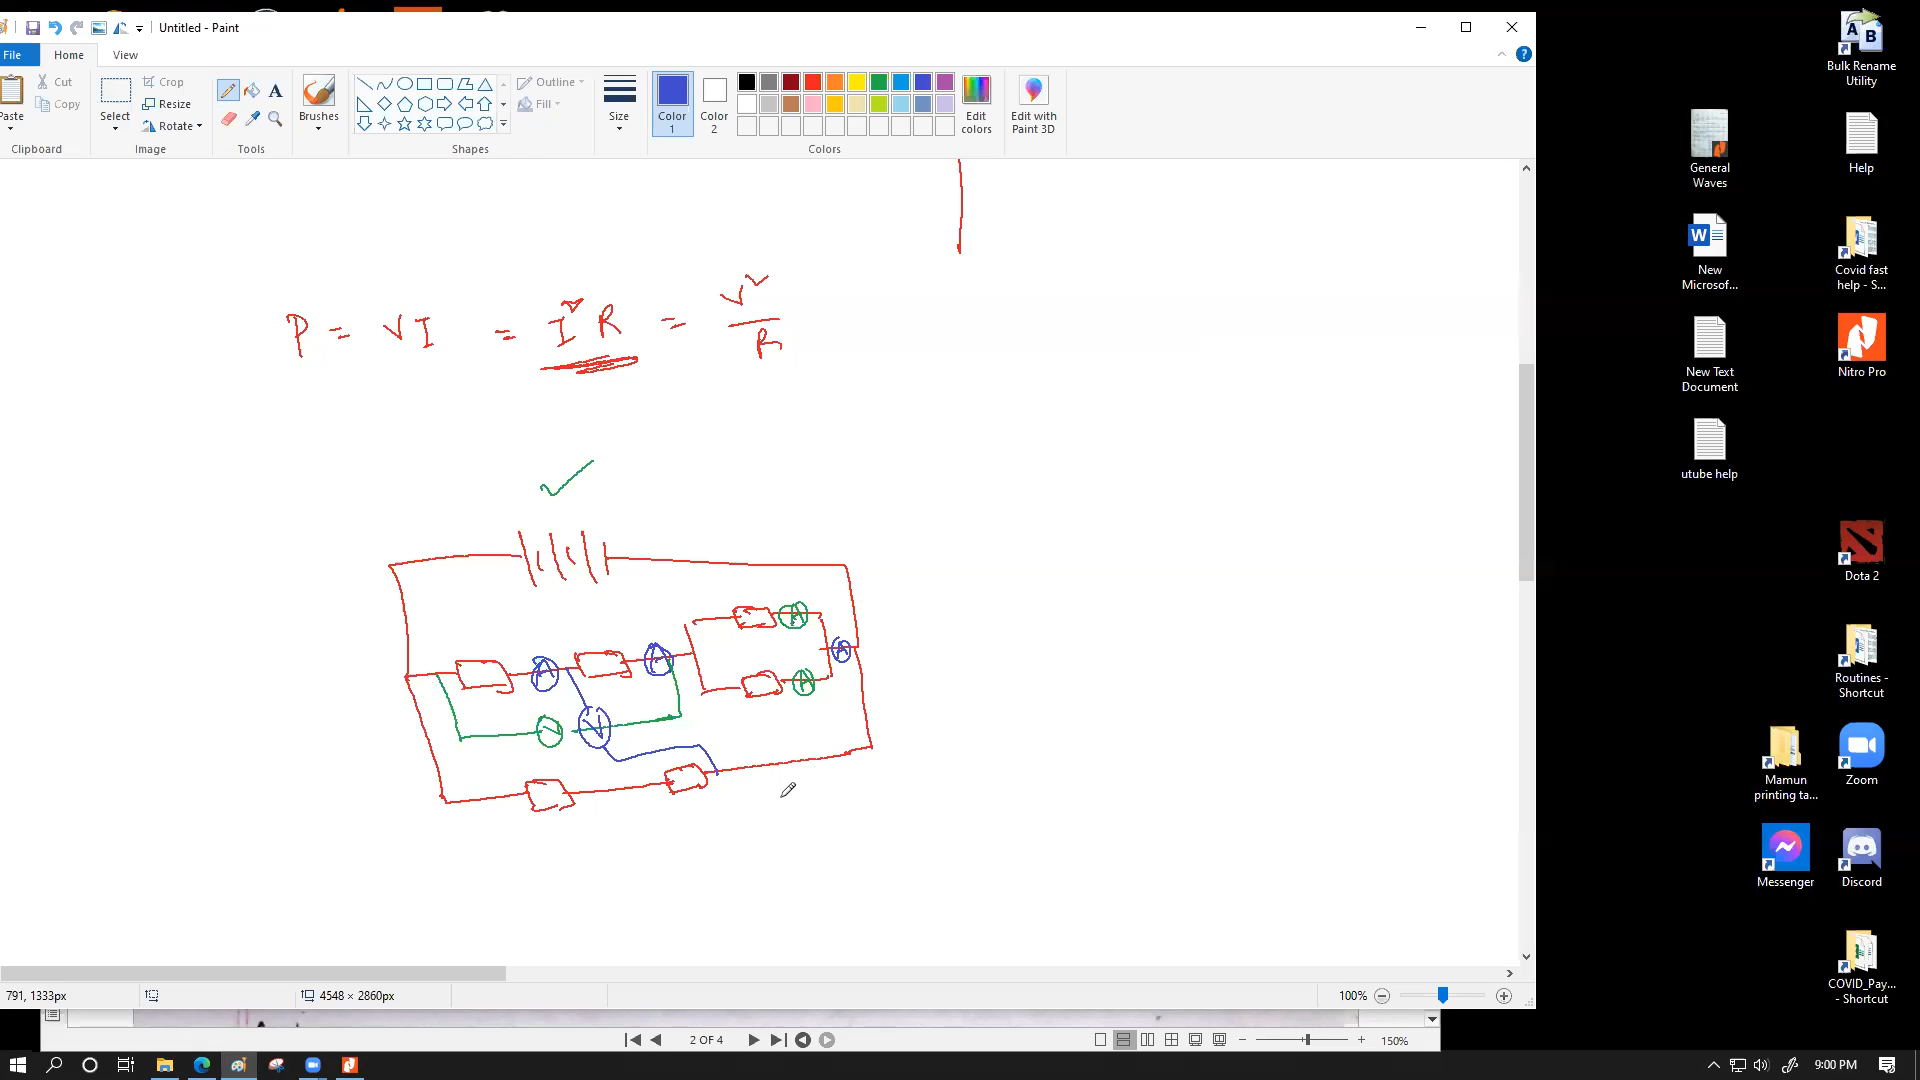 Untitled - Paint
File Home View
Paste
Cut
Copy
Clipboard
Select
Crop
Resize
Rotate
Image
Tools
Brushes
Shapes
Outline
Fill
Size
Color 1
Color 2
Colors
Edit colors
Edit with Paint 3D
P = VI = I² R = V² / R
A
A
A
A
A
V
V
791, 1333px
4548 × 2860px
100%
2 OF 4
150%
9:00 PM
Bulk Rename Utility
General Waves
Help
New Microsof...
Covid fast help - S...
New Text Document
Nitro Pro
utube help
Dota 2
Routines - Shortcut
Mamun printing ta...
Zoom
Messenger
Discord
COVID_Pay... - Shortcut